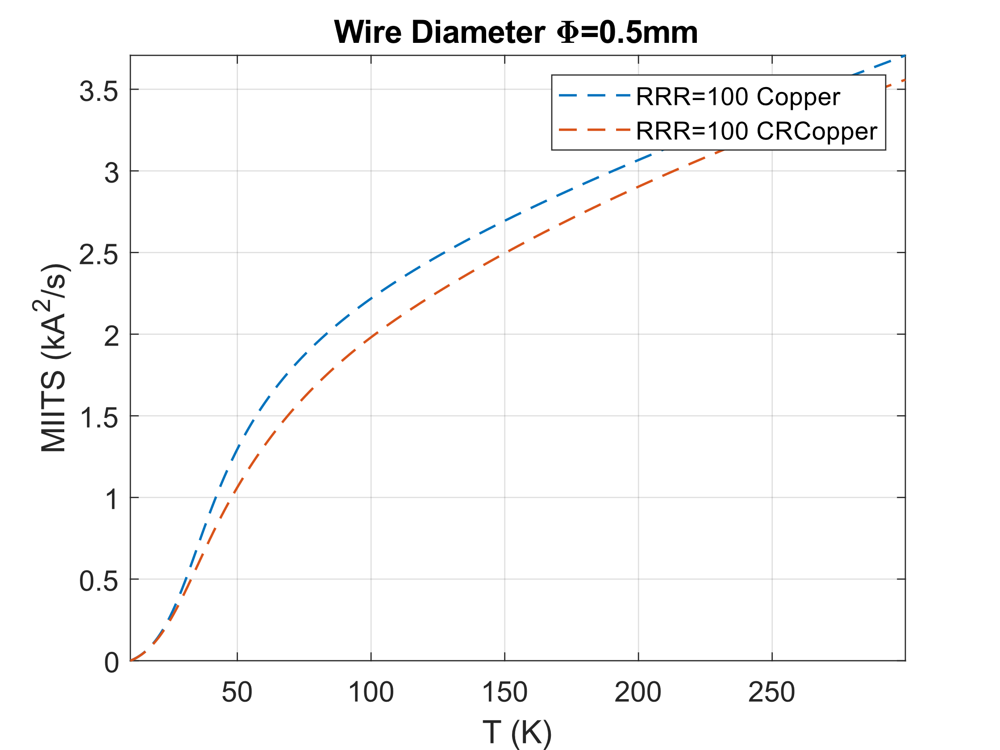 Wire Diameter Φ=0.5mm
RRR=100 Copper
RRR=100 CRCopper
MIITS (kA²/s)
3.5
3
2.5
2
1.5
1
0.5
0
50 100 150 200 250
T (K)